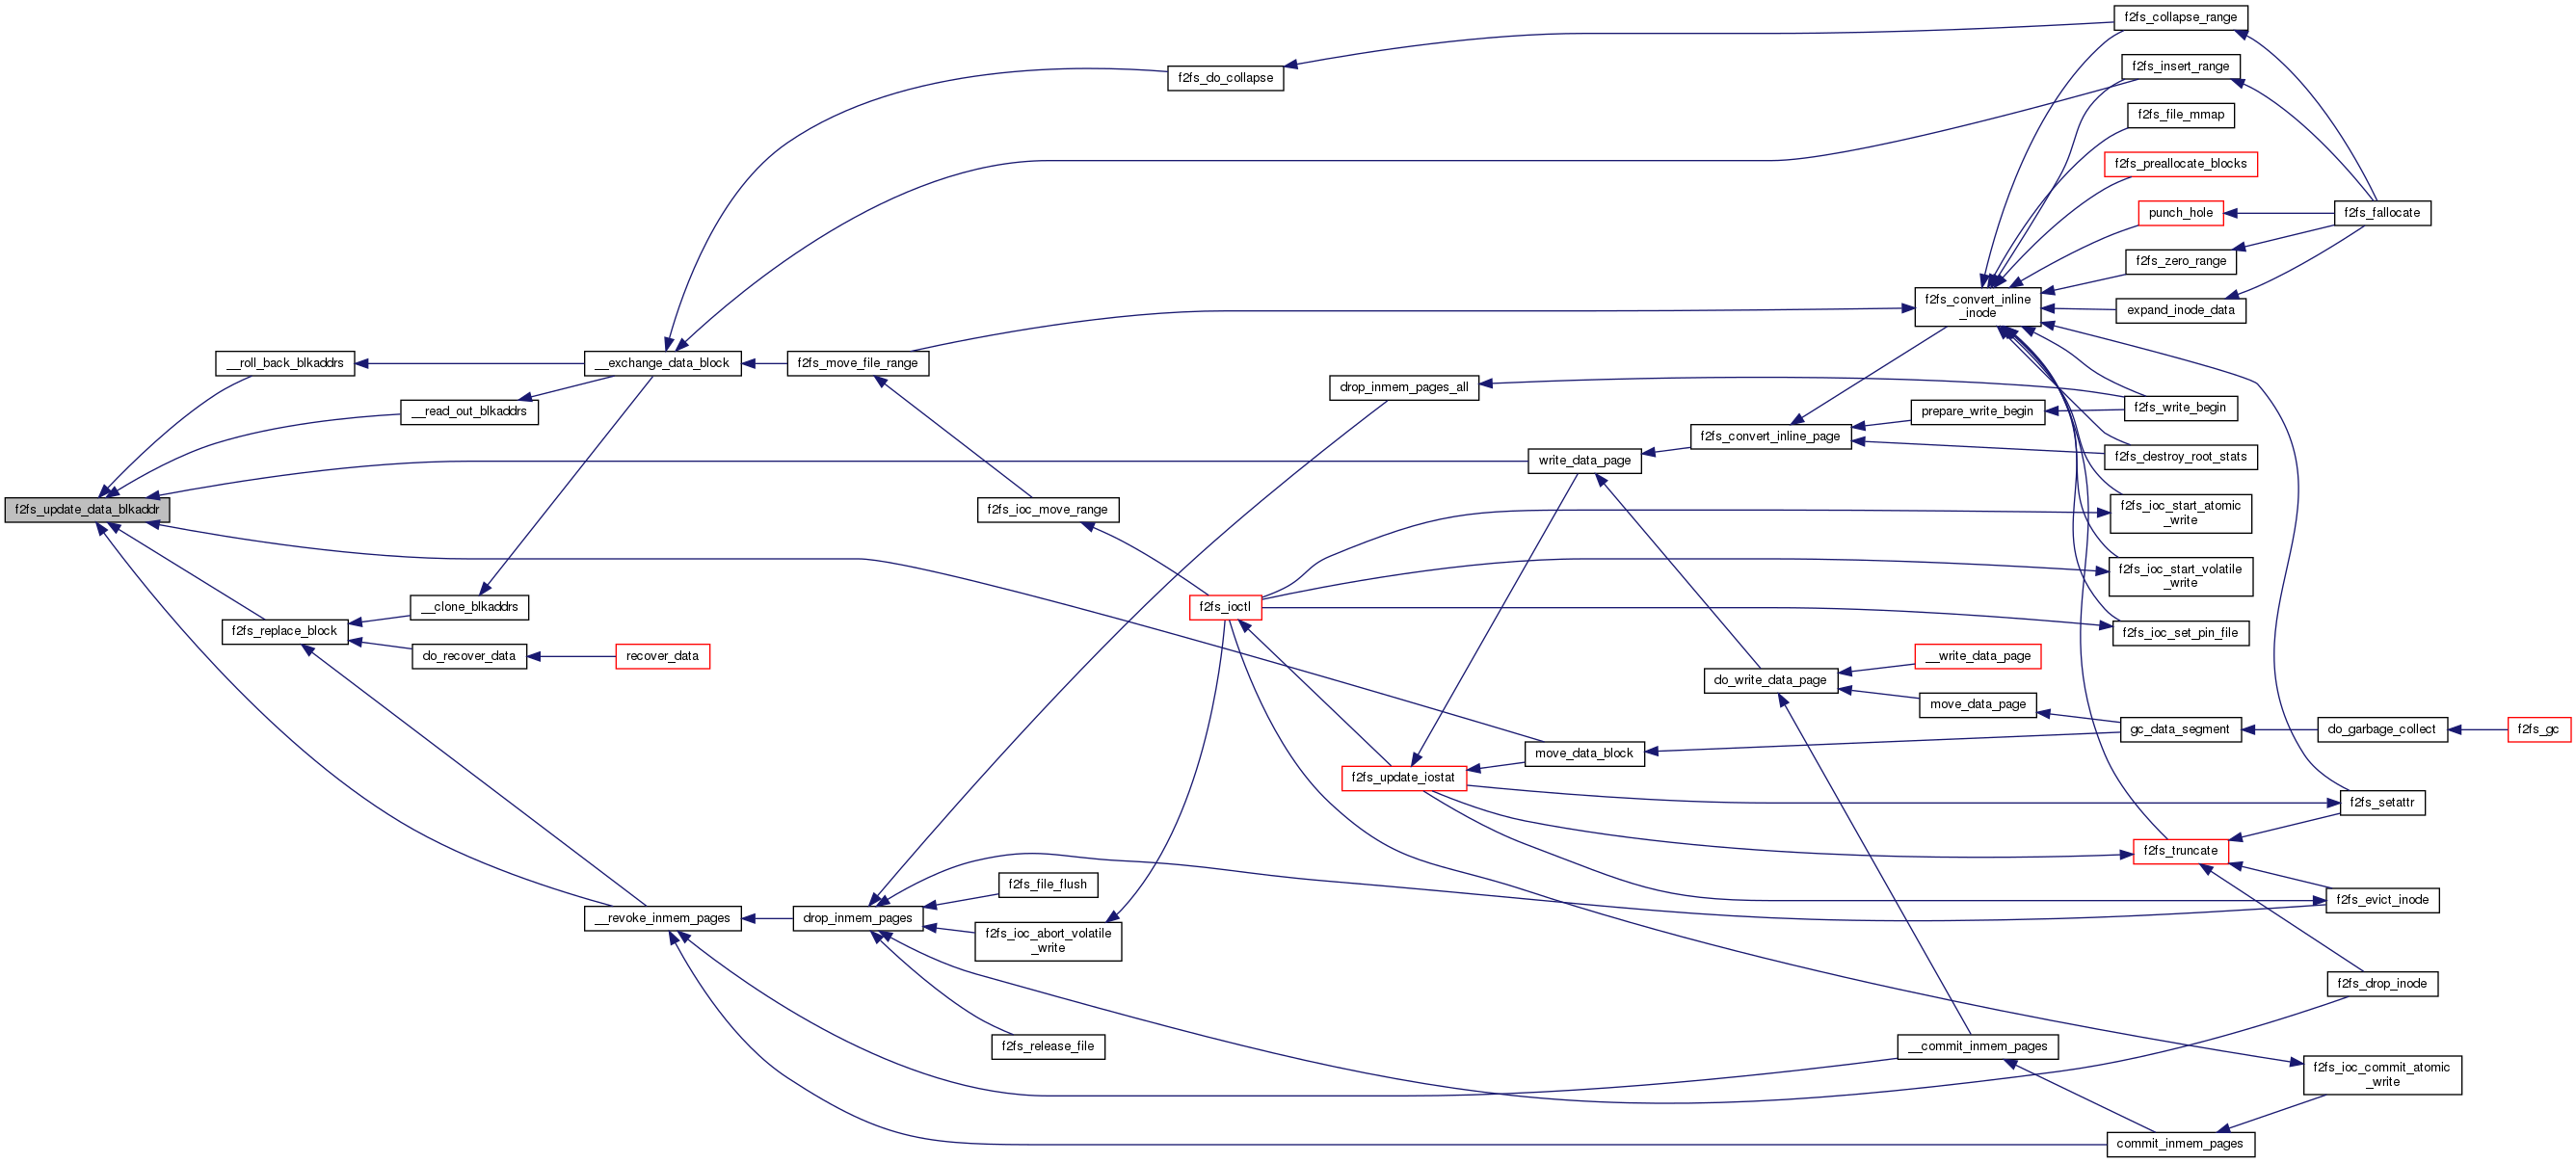 f2fs_collapse_range
f2fs_do_collapse
f2fs_insert_range
f2fs_file_mmap
f2fs_preallocate_blocks
punch_hole
f2fs_fallocate
f2fs_zero_range
f2fs_convert_inline
_inode
expand_inode_data
__roll_back_blkaddrs
__exchange_data_block
f2fs_move_file_range
drop_inmem_pages_all
__read_out_blkaddrs
prepare_write_begin
f2fs_write_begin
f2fs_convert_inline_page
write_data_page
f2fs_destroy_root_stats
f2fs_update_data_blkaddr
f2fs_ioc_move_range
f2fs_ioc_start_atomic
_write
f2fs_ioc_start_volatile
_write
__clone_blkaddrs
f2fs_ioctl
f2fs_replace_block
f2fs_ioc_set_pin_file
do_recover_data
recover_data
__write_data_page
do_write_data_page
move_data_page
gc_data_segment
do_garbage_collect
f2fs_gc
move_data_block
f2fs_update_iostat
f2fs_setattr
f2fs_truncate
f2fs_file_flush
f2fs_evict_inode
__revoke_inmem_pages
drop_inmem_pages
f2fs_ioc_abort_volatile
_write
f2fs_drop_inode
f2fs_release_file
__commit_inmem_pages
f2fs_ioc_commit_atomic
_write
commit_inmem_pages